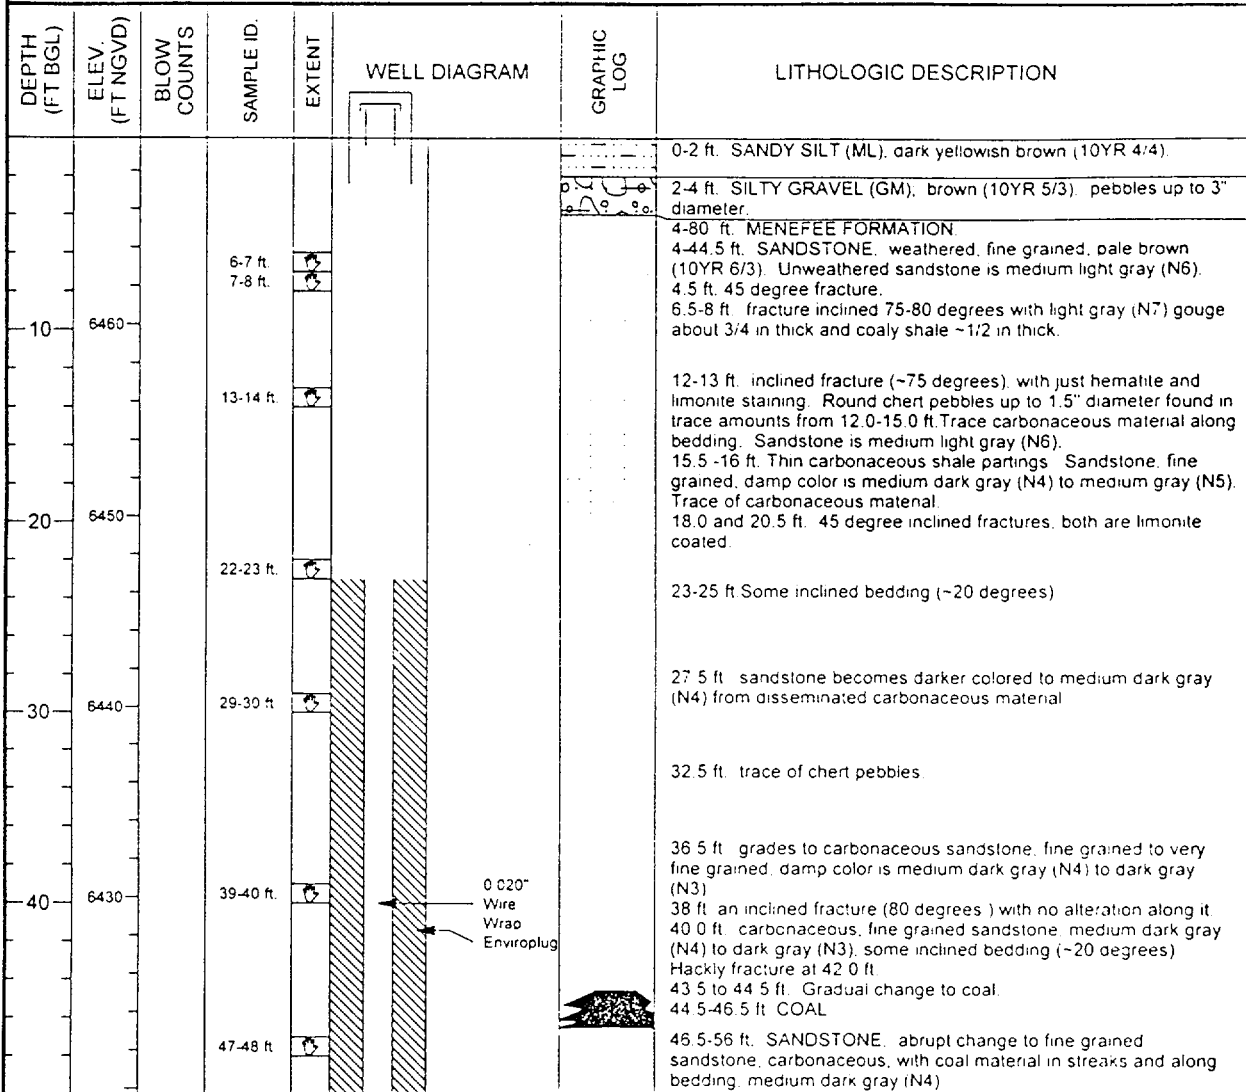 DEPTH
(FT BGL)
ELEV.
(FT NGVD)
BLOW
COUNTS
SAMPLE ID.
EXTENT
WELL DIAGRAM
GRAPHIC
LOG
LITHOLOGIC DESCRIPTION
0-2 ft. SANDY SILT (ML), dark yellowish brown (10YR 4/4).
2-4 ft. SILTY GRAVEL (GM); brown (10YR 5/3). pebbles up to 3"
diameter.
4-80 ft. MENEFEE FORMATION.
4-44.5 ft. SANDSTONE. weathered, fine grained, pale brown
(10YR 6/3). Unweathered sandstone is medium light gray (N6).
4.5 ft. 45 degree fracture.
6.5-8 ft. fracture inclined 75-80 degrees with light gray (N7) gouge
about 3/4 in thick and coaly shale ~1/2 in thick.
12-13 ft. inclined fracture (~75 degrees), with just hematite and
limonite staining. Round chert pebbles up to 1.5" diameter found in
trace amounts from 12.0-15.0 ft.Trace carbonaceous material along
bedding. Sandstone is medium light gray (N6).
15.5 -16 ft. Thin carbonaceous shale partings Sandstone, fine
grained, damp color is medium dark gray (N4) to medium gray (N5).
Trace of carbonaceous material.
18.0 and 20.5 ft. 45 degree inclined fractures, both are limonite
coated.
23-25 ft.Some inclined bedding (~20 degrees)
27.5 ft. sandstone becomes darker colored to medium dark gray
(N4) from disseminated carbonaceous material
32.5 ft. trace of chert pebbles.
36.5 ft. grades to carbonaceous sandstone, fine grained to very
fine grained, damp color is medium dark gray (N4) to dark gray
(N3)
38 ft. an inclined fracture (80 degrees ) with no alteration along it.
40.0 ft. carbonaceous, fine grained sandstone, medium dark gray
(N4) to dark gray (N3), some inclined bedding (~20 degrees)
Hackly fracture at 42.0 ft.
43.5 to 44.5 ft. Gradual change to coal.
44.5-46.5 ft. COAL
46.5-56 ft. SANDSTONE. abrupt change to fine grained
sandstone, carbonaceous, with coal material in streaks and along
bedding, medium dark gray (N4)
6-7 ft.
7-8 ft.
13-14 ft.
22-23 ft.
29-30 ft.
39-40 ft.
47-48 ft.
10
20
30
40
6460
6450
6440
6430
0.020"
Wire
Wrap
Enviroplug